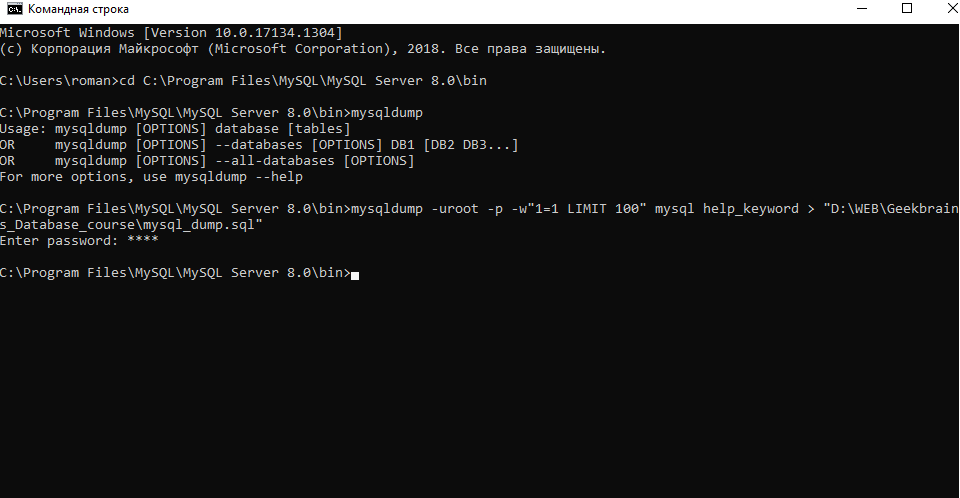 Командная строка
Microsoft Windows [Version 10.0.17134.1304]
(c) Корпорация Майкрософт (Microsoft Corporation), 2018. Все права защищены.
C:\Users\roman>cd C:\Program Files\MySQL\MySQL Server 8.0\bin
C:\Program Files\MySQL\MySQL Server 8.0\bin>mysqldump
Usage: mysqldump [OPTIONS] database [tables]
OR     mysqldump [OPTIONS] --databases [OPTIONS] DB1 [DB2 DB3...]
OR     mysqldump [OPTIONS] --all-databases [OPTIONS]
For more options, use mysqldump --help
C:\Program Files\MySQL\MySQL Server 8.0\bin>mysqldump -uroot -p -w"1=1 LIMIT 100" mysql help_keyword > "D:\WEB\Geekbrain
s_Database_course\mysql_dump.sql"
Enter password: ****
C:\Program Files\MySQL\MySQL Server 8.0\bin>